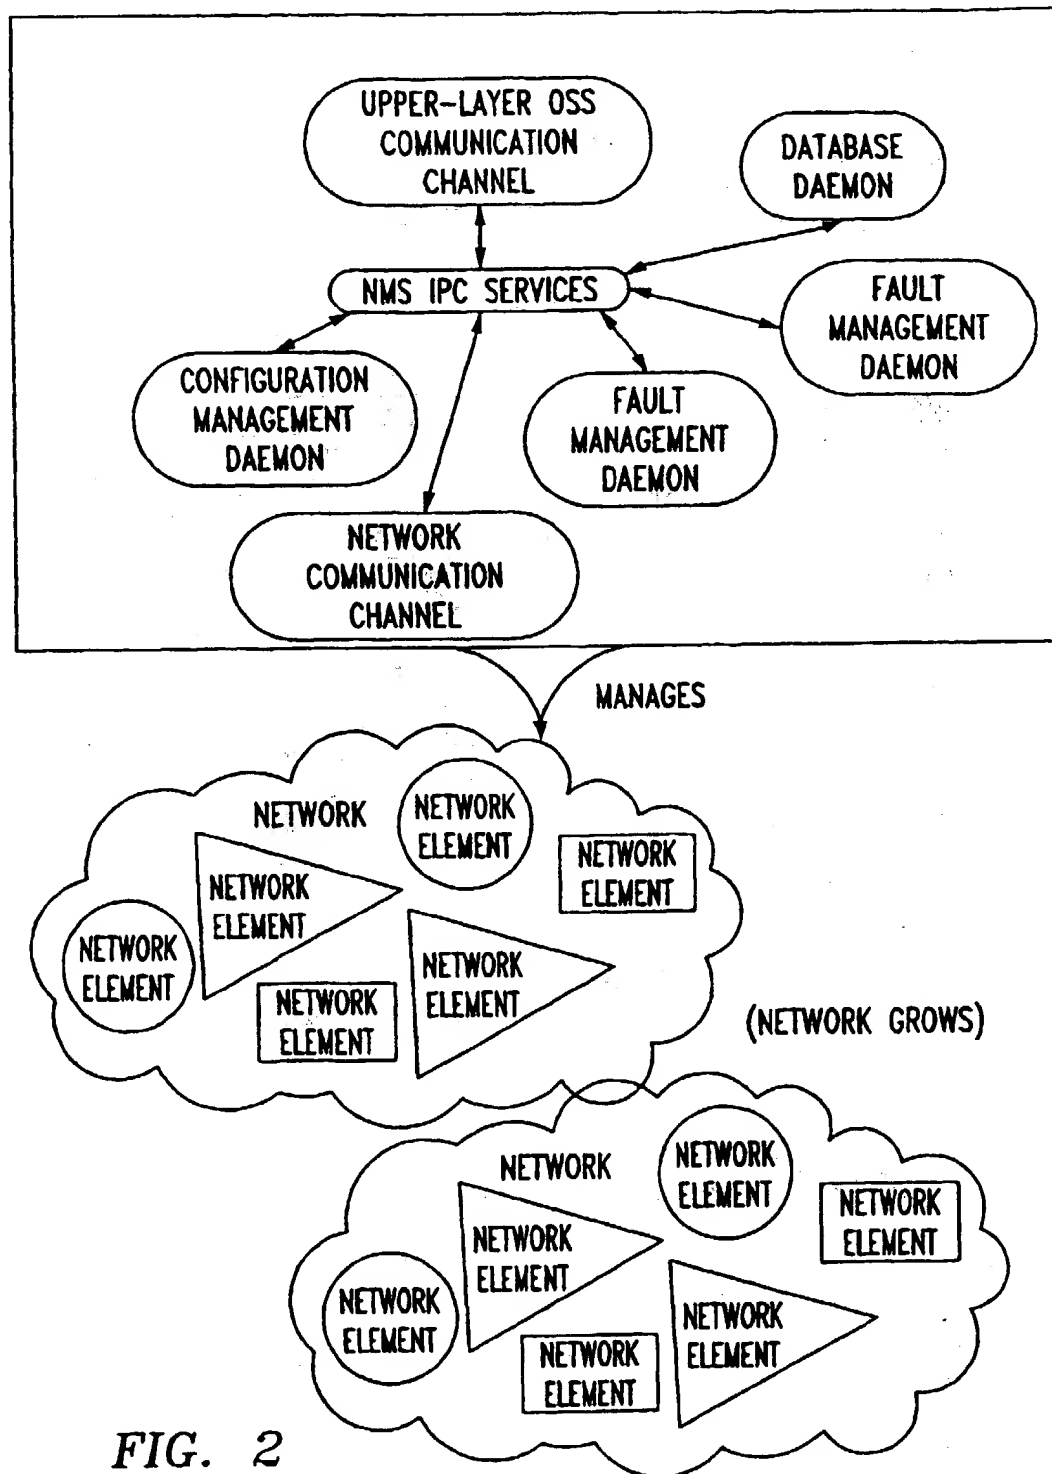 UPPER-LAYER OSS
COMMUNICATION
CHANNEL
DATABASE
DAEMON
NMS IPC SERVICES
FAULT
MANAGEMENT
DAEMON
CONFIGURATION
MANAGEMENT
DAEMON
FAULT
MANAGEMENT
DAEMON
NETWORK
COMMUNICATION
CHANNEL
MANAGES
NETWORK
NETWORK
ELEMENT
NETWORK
ELEMENT
NETWORK
ELEMENT
NETWORK
ELEMENT
NETWORK
ELEMENT
NETWORK
ELEMENT
(NETWORK GROWS)
NETWORK
NETWORK
ELEMENT
NETWORK
ELEMENT
NETWORK
ELEMENT
NETWORK
ELEMENT
NETWORK
ELEMENT
NETWORK
ELEMENT
FIG. 2